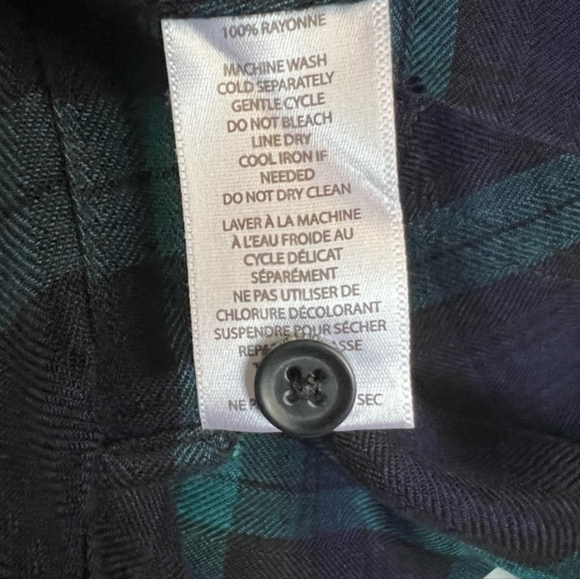 100% RAYONNE
MACHINE WASH
COLD SEPARATELY
GENTLE CYCLE
DO NOT BLEACH
LINE DRY
COOL IRON IF
NEEDED
DO NOT DRY CLEAN
LAVER À LA MACHINE
À L'EAU FROIDE AU
CYCLE DÉLICAT
SÉPARÉMENT
NE PAS UTILISER DE
CHLORURE DÉCOLORANT
SUSPENDRE POUR SÉCHER
NE
SEC